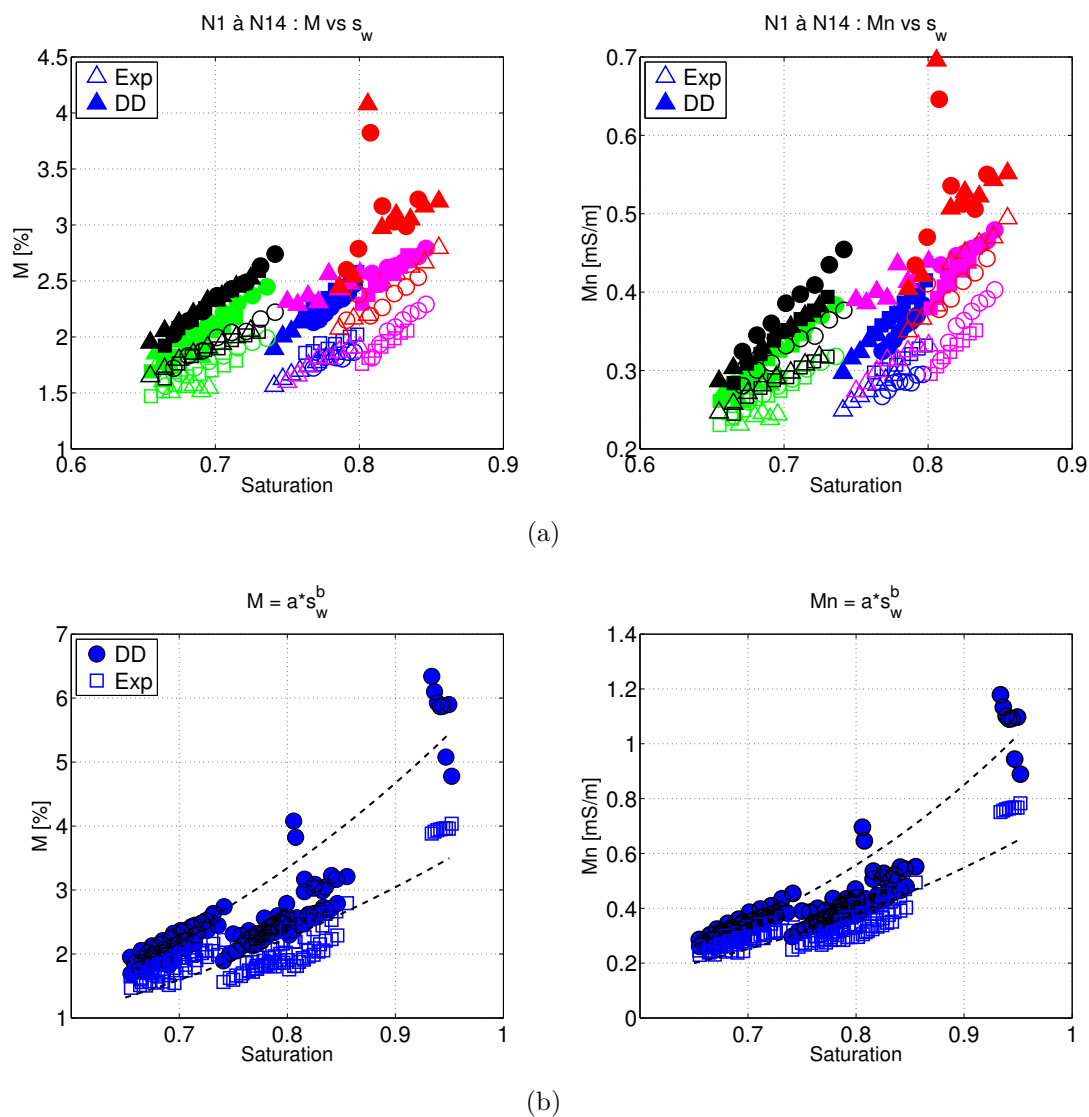 N1 à N14 : M vs s_w
M [%]
4.5
4
3.5
3
2.5
2
1.5
1
0.6 0.7 0.8 0.9
Saturation
Exp
DD
N1 à N14 : Mn vs s_w
Mn [mS/m]
0.7
0.6
0.5
0.4
0.3
0.2
0.6 0.7 0.8 0.9
Saturation
Exp
DD
(a)
M = a*s_w^b
M [%]
7
6
5
4
3
2
1
0.7 0.8 0.9 1
Saturation
DD
Exp
Mn = a*s_w^b
Mn [mS/m]
1.4
1.2
1
0.8
0.6
0.4
0.2
0
0.7 0.8 0.9 1
Saturation
(b)